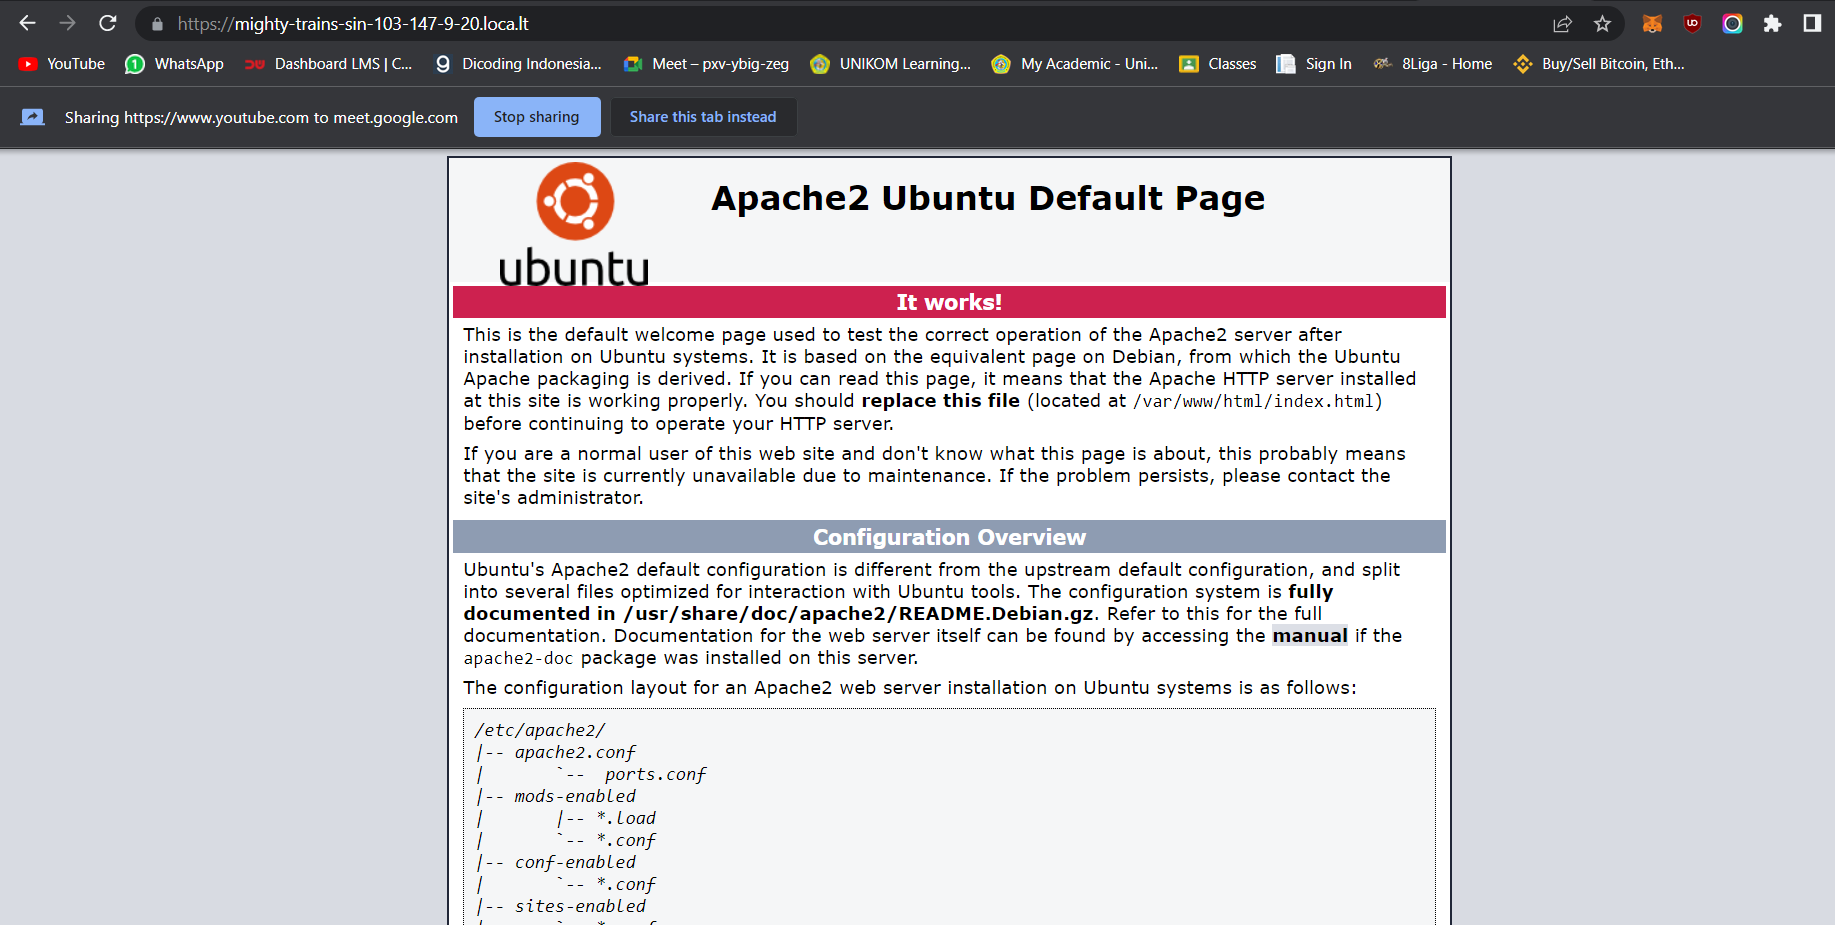 https://mighty-trains-sin-103-147-9-20.loca.lt
YouTube WhatsApp Dashboard LMS | C... Dicoding Indonesia... Meet – pxv-ybig-zeg UNIKOM Learning... My Academic - Uni... Classes Sign In 8Liga - Home Buy/Sell Bitcoin, Eth...
Sharing https://www.youtube.com to meet.google.com Stop sharing Share this tab instead
Apache2 Ubuntu Default Page
ubuntu
It works!
This is the default welcome page used to test the correct operation of the Apache2 server after
installation on Ubuntu systems. It is based on the equivalent page on Debian, from which the Ubuntu
Apache packaging is derived. If you can read this page, it means that the Apache HTTP server installed
at this site is working properly. You should replace this file (located at /var/www/html/index.html)
before continuing to operate your HTTP server.
If you are a normal user of this web site and don't know what this page is about, this probably means
that the site is currently unavailable due to maintenance. If the problem persists, please contact the
site's administrator.
Configuration Overview
Ubuntu's Apache2 default configuration is different from the upstream default configuration, and split
into several files optimized for interaction with Ubuntu tools. The configuration system is fully
documented in /usr/share/doc/apache2/README.Debian.gz. Refer to this for the full
documentation. Documentation for the web server itself can be found by accessing the manual if the
apache2-doc package was installed on this server.
The configuration layout for an Apache2 web server installation on Ubuntu systems is as follows:
/etc/apache2/
|-- apache2.conf
|       `--  ports.conf
|-- mods-enabled
|       |-- *.load
|       `-- *.conf
|-- conf-enabled
|       `-- *.conf
|-- sites-enabled